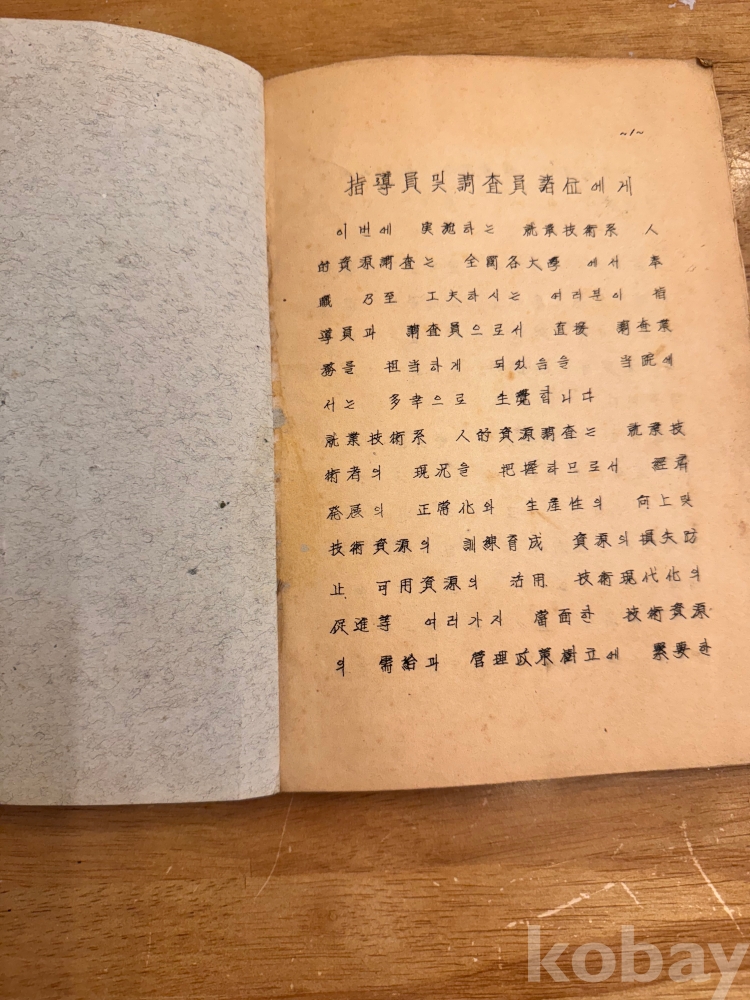 ~1~
指導員및調査員諸位에게
이번에 実施하는 就業技術系 人
的資源調査는 全國各大學 에서 奉
職 乃至 工夫하시는 여러분이 指
導員과 調査員으로서 直接 調査業
務를 担当하게 되었음을 当院에
서는 多幸으로 生覺합니다
就業技術系 人的資源調査는 就業技
術者의 現況을 把握하므로서 經濟
発展의 正常化와 生産性의 向上및
技術資源의 訓練育成 資源의損失防
止 可用資源의 活用 技術現代化의
促進等 여러가지 當面한 技術資源
의 需給과 管理政策樹立에 緊要한
kobay